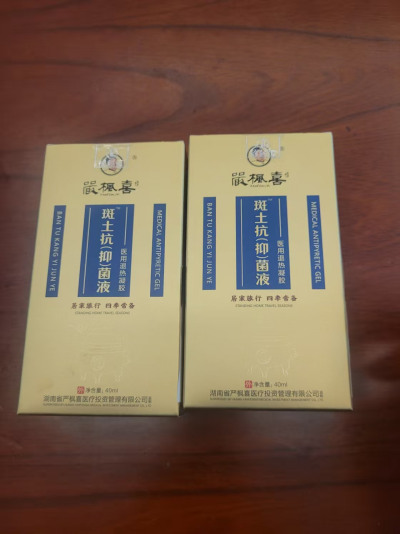 嚴楓喜
BAN TU KANG YI JUN YE
斑土抗(抑)菌液
医用退热凝胶
MEDICAL ANTIPYRETIC GEL
居家旅行 四季常备
净含量: 40ml
湖南省严枫喜医疗投资管理有限公司
嚴楓喜
BAN TU KANG YI JUN YE
斑土抗(抑)菌液
医用退热凝胶
MEDICAL ANTIPYRETIC GEL
居家旅行 四季常备
净含量: 40ml
湖南省严枫喜医疗投资管理有限公司